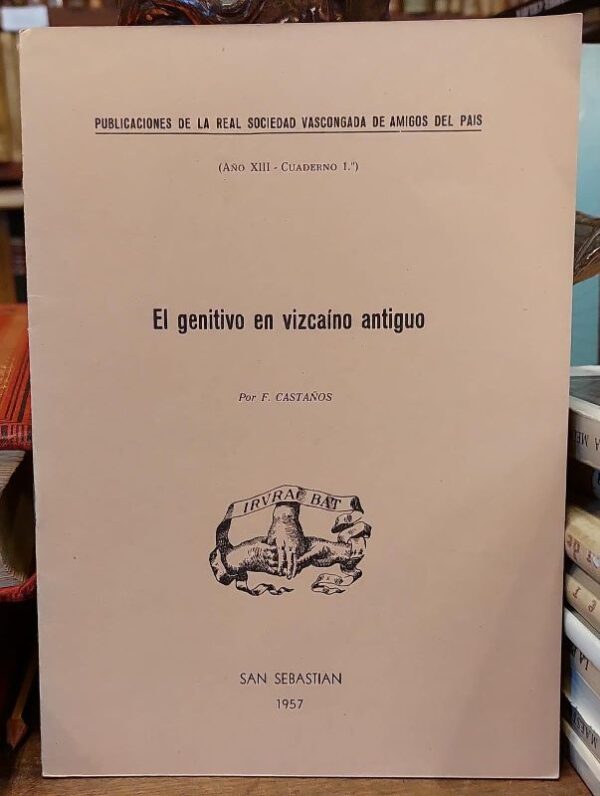 PUBLICACIONES DE LA REAL SOCIEDAD VASCONGADA DE AMIGOS DEL PAIS
(AÑO XIII - CUADERNO 1.º)
El genitivo en vizcaíno antiguo
Por F. CASTAÑOS
IRVRAC BAT
SAN SEBASTIAN
1957